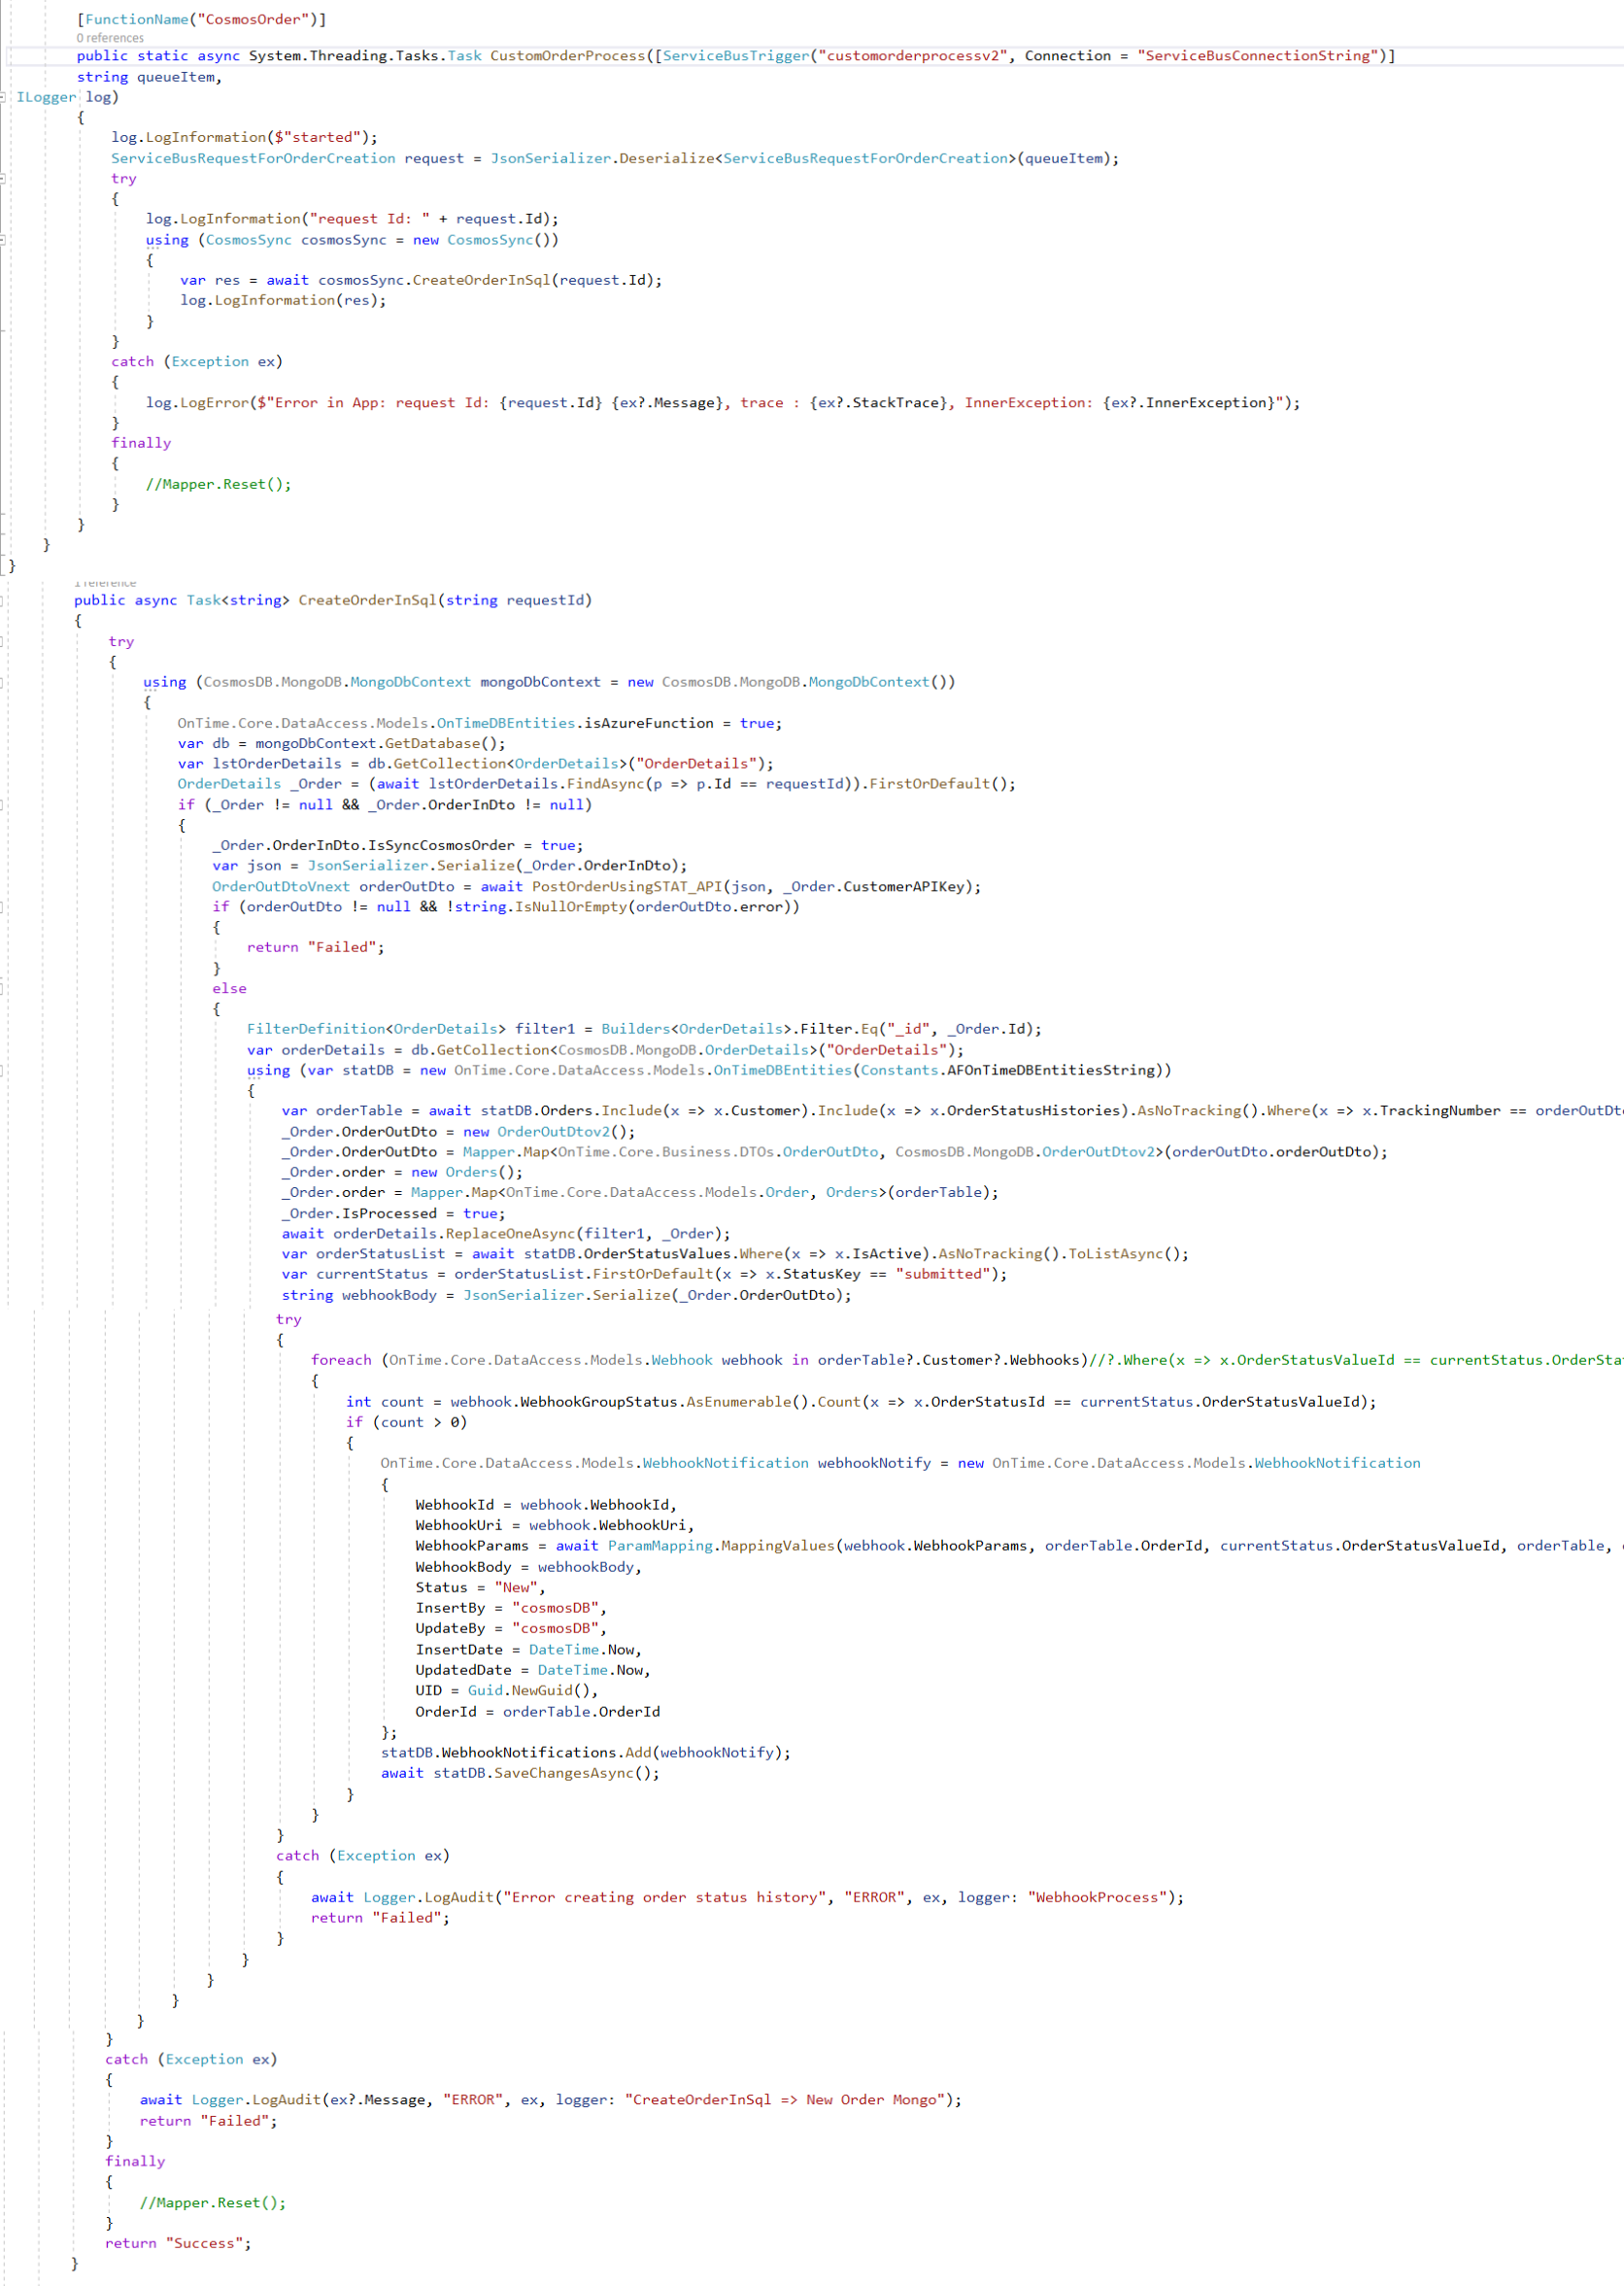 [FunctionName("CosmosOrder")]
0 references
public static async System.Threading.Tasks.Task CustomOrderProcess([ServiceBusTrigger("customorderprocessv2", Connection = "ServiceBusConnectionString")]
string queueItem,
ILogger log)
{
log.LogInformation($"started");
ServiceBusRequestForOrderCreation request = JsonSerializer.Deserialize<ServiceBusRequestForOrderCreation>(queueItem);
try
{
log.LogInformation("request Id: " + request.Id);
using (CosmosSync cosmosSync = new CosmosSync())
{
var res = await cosmosSync.CreateOrderInSql(request.Id);
log.LogInformation(res);
}
}
catch (Exception ex)
{
log.LogError($"Error in App: request Id: {request.Id} {ex?.Message}, trace : {ex?.StackTrace}, InnerException: {ex?.InnerException}");
}
finally
{
//Mapper.Reset();
}
}
}
}
1 reference
public async Task<string> CreateOrderInSql(string requestId)
{
try
{
using (CosmosDB.MongoDB.MongoDbContext mongoDbContext = new CosmosDB.MongoDB.MongoDbContext())
{
OnTime.Core.DataAccess.Models.OnTimeDBEntities.isAzureFunction = true;
var db = mongoDbContext.GetDatabase();
var lstOrderDetails = db.GetCollection<OrderDetails>("OrderDetails");
OrderDetails _Order = (await lstOrderDetails.FindAsync(p => p.Id == requestId)).FirstOrDefault();
if (_Order != null && _Order.OrderInDto != null)
{
_Order.OrderInDto.IsSyncCosmosOrder = true;
var json = JsonSerializer.Serialize(_Order.OrderInDto);
OrderOutDtoVnext orderOutDto = await PostOrderUsingSTAT_API(json, _Order.CustomerAPIKey);
if (orderOutDto != null && !string.IsNullOrEmpty(orderOutDto.error))
{
return "Failed";
}
else
{
FilterDefinition<OrderDetails> filter1 = Builders<OrderDetails>.Filter.Eq("_id", _Order.Id);
var orderDetails = db.GetCollection<CosmosDB.MongoDB.OrderDetails>("OrderDetails");
using (var statDB = new OnTime.Core.DataAccess.Models.OnTimeDBEntities(Constants.AFOnTimeDBEntitiesString))
{
var orderTable = await statDB.Orders.Include(x => x.Customer).Include(x => x.OrderStatusHistories).AsNoTracking().Where(x => x.TrackingNumber == orderOutDt
_Order.OrderOutDto = new OrderOutDtov2();
_Order.OrderOutDto = Mapper.Map<OnTime.Core.Business.DTOs.OrderOutDto, CosmosDB.MongoDB.OrderOutDtov2>(orderOutDto.orderOutDto);
_Order.order = new Orders();
_Order.order = Mapper.Map<OnTime.Core.DataAccess.Models.Order, Orders>(orderTable);
_Order.IsProcessed = true;
await orderDetails.ReplaceOneAsync(filter1, _Order);
var orderStatusList = await statDB.OrderStatusValues.Where(x => x.IsActive).AsNoTracking().ToListAsync();
var currentStatus = orderStatusList.FirstOrDefault(x => x.StatusKey == "submitted");
string webhookBody = JsonSerializer.Serialize(_Order.OrderOutDto);
try
{
foreach (OnTime.Core.DataAccess.Models.Webhook webhook in orderTable?.Customer?.Webhooks)//?.Where(x => x.OrderStatusValueId == currentStatus.OrderSta
{
int count = webhook.WebhookGroupStatus.AsEnumerable().Count(x => x.OrderStatusId == currentStatus.OrderStatusValueId);
if (count > 0)
{
OnTime.Core.DataAccess.Models.WebhookNotification webhookNotify = new OnTime.Core.DataAccess.Models.WebhookNotification
{
WebhookId = webhook.WebhookId,
WebhookUri = webhook.WebhookUri,
WebhookParams = await ParamMapping.MappingValues(webhook.WebhookParams, orderTable.OrderId, currentStatus.OrderStatusValueId, orderTable,
WebhookBody = webhookBody,
Status = "New",
InsertBy = "cosmosDB",
UpdateBy = "cosmosDB",
InsertDate = DateTime.Now,
UpdatedDate = DateTime.Now,
UID = Guid.NewGuid(),
OrderId = orderTable.OrderId
};
statDB.WebhookNotifications.Add(webhookNotify);
await statDB.SaveChangesAsync();
}
}
}
catch (Exception ex)
{
await Logger.LogAudit("Error creating order status history", "ERROR", ex, logger: "WebhookProcess");
return "Failed";
}
}
}
}
}
}
catch (Exception ex)
{
await Logger.LogAudit(ex?.Message, "ERROR", ex, logger: "CreateOrderInSql => New Order Mongo");
return "Failed";
}
finally
{
//Mapper.Reset();
}
return "Success";
}